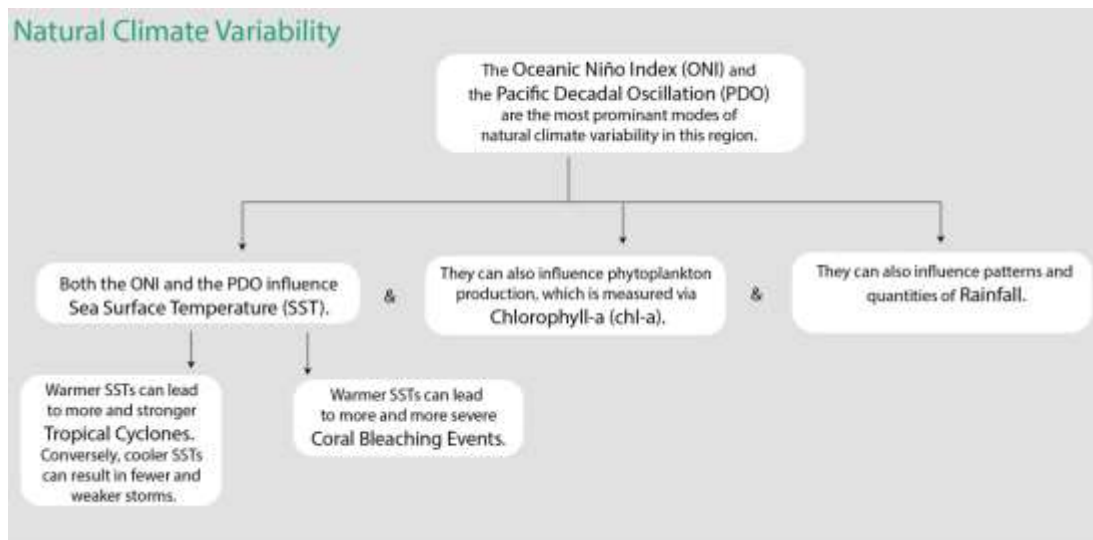 Natural Climate Variability
The Oceanic Niño Index (ONI) and
the Pacific Decadal Oscillation (PDO)
are the most prominent modes of
natural climate variability in this region.
Both the ONI and the PDO influence
Sea Surface Temperature (SST).
&
They can also influence phytoplankton
production, which is measured via
Chlorophyll-a (chl-a).
&
They can also influence patterns and
quantities of Rainfall.
Warmer SSTs can lead
to more and stronger
Tropical Cyclones.
Conversely, cooler SSTs
can result in fewer and
weaker storms.
Warmer SSTs can lead
to more and more severe
Coral Bleaching Events.